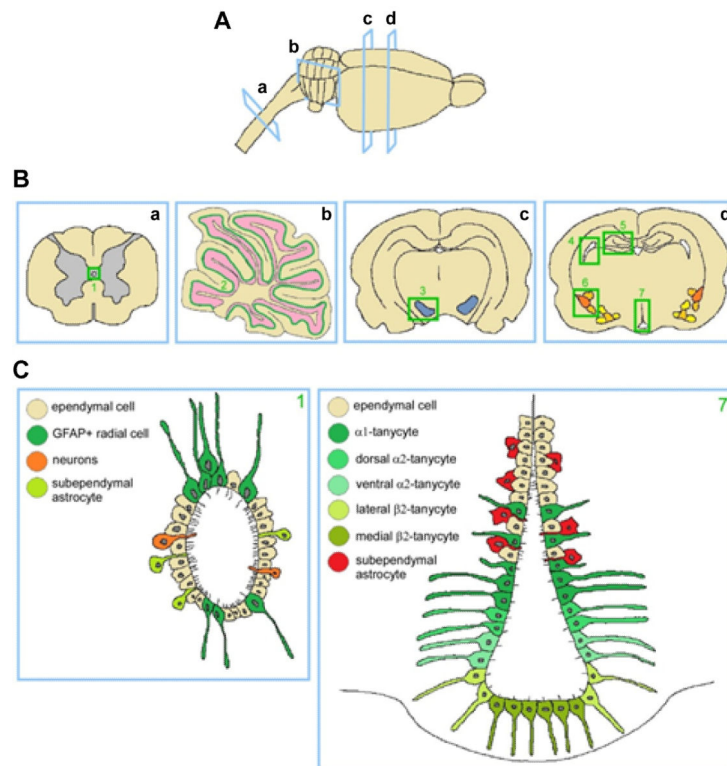 A
a
b
c
d
B
a
b
c
d
1
2
3
4
5
6
7
C
1
ependymal cell
GFAP+ radial cell
neurons
subependymal
astrocyte
7
ependymal cell
α1-tanycyte
dorsal α2-tanycyte
ventral α2-tanycyte
lateral β2-tanycyte
medial β2-tanycyte
subependymal
astrocyte